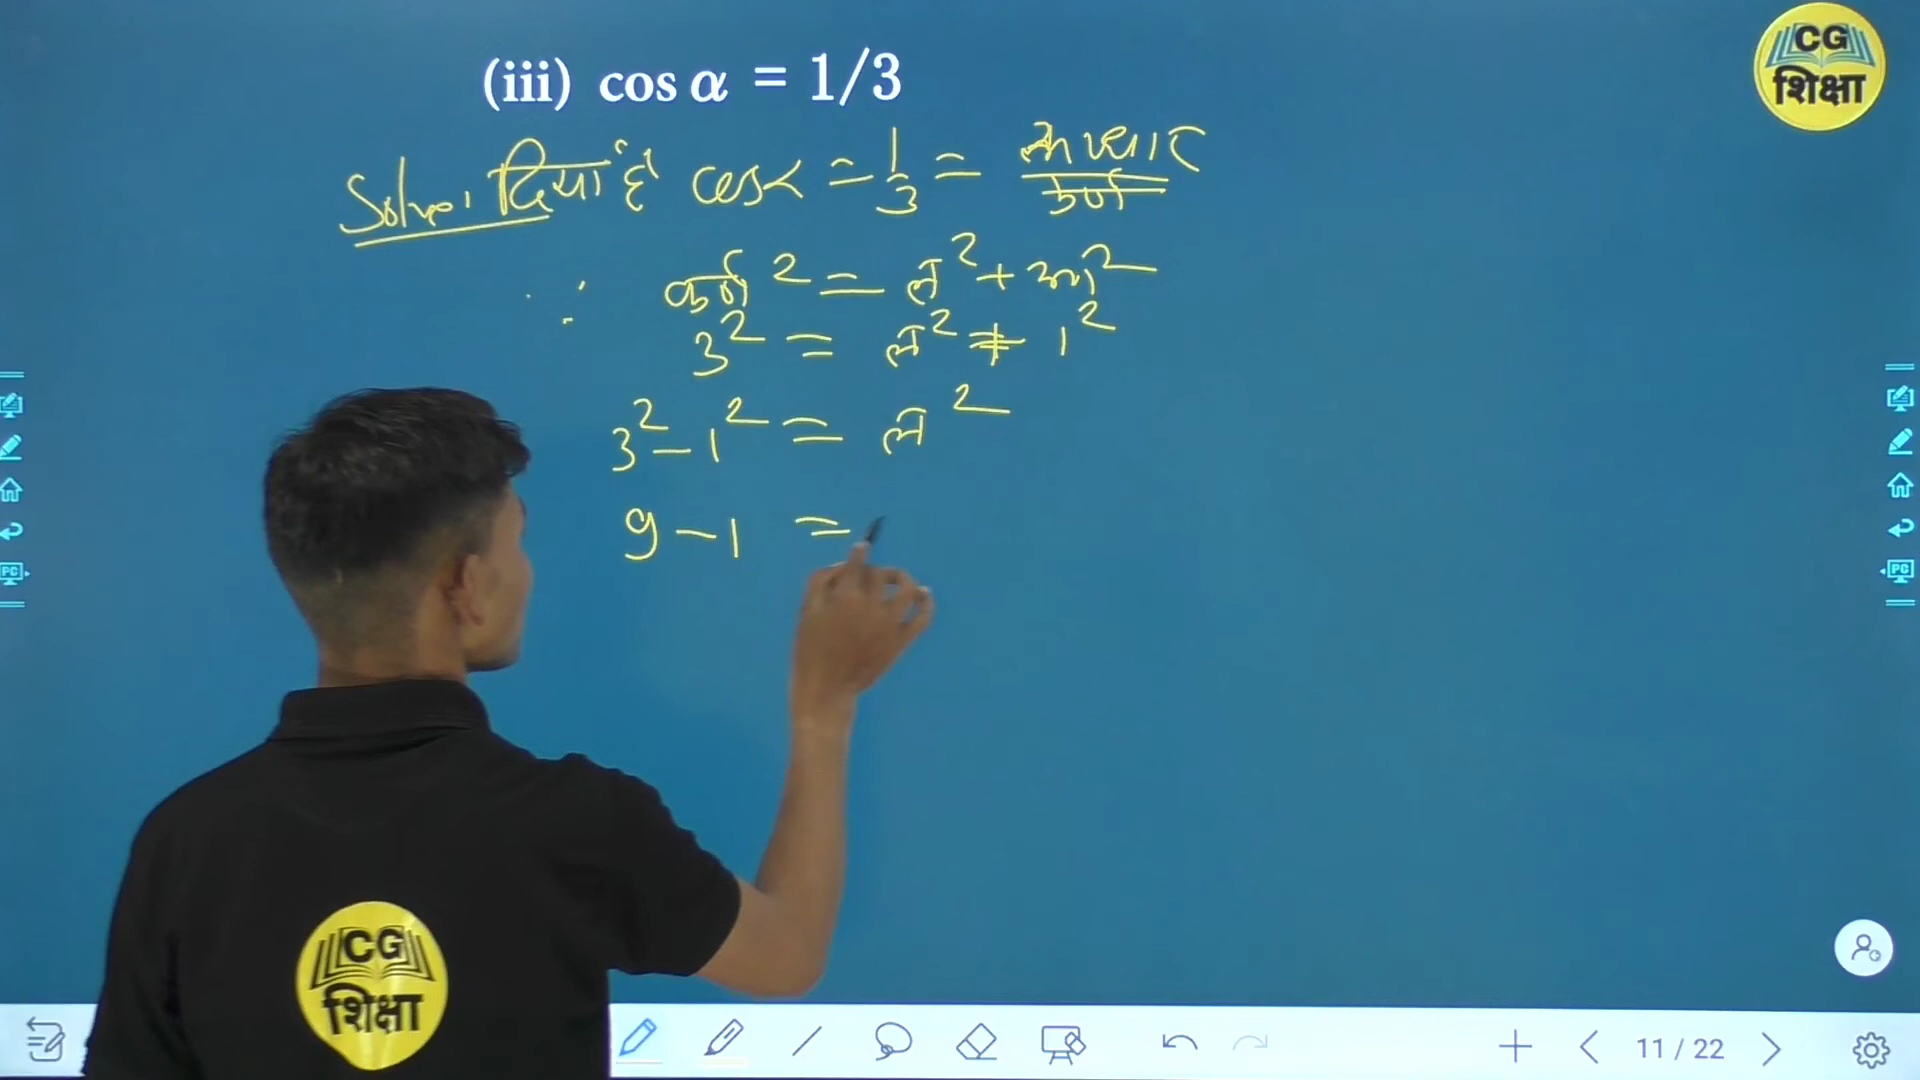 (iii) cos α = 1/3
CG
शिक्षा
Soln. दिया है cosα = 1/3 = आधार/कर्ण
∵ कर्ण² = लं² + आ²
3² = लं² + 1²
3² - 1² = लं²
9 - 1 =
CG
शिक्षा
11 / 22